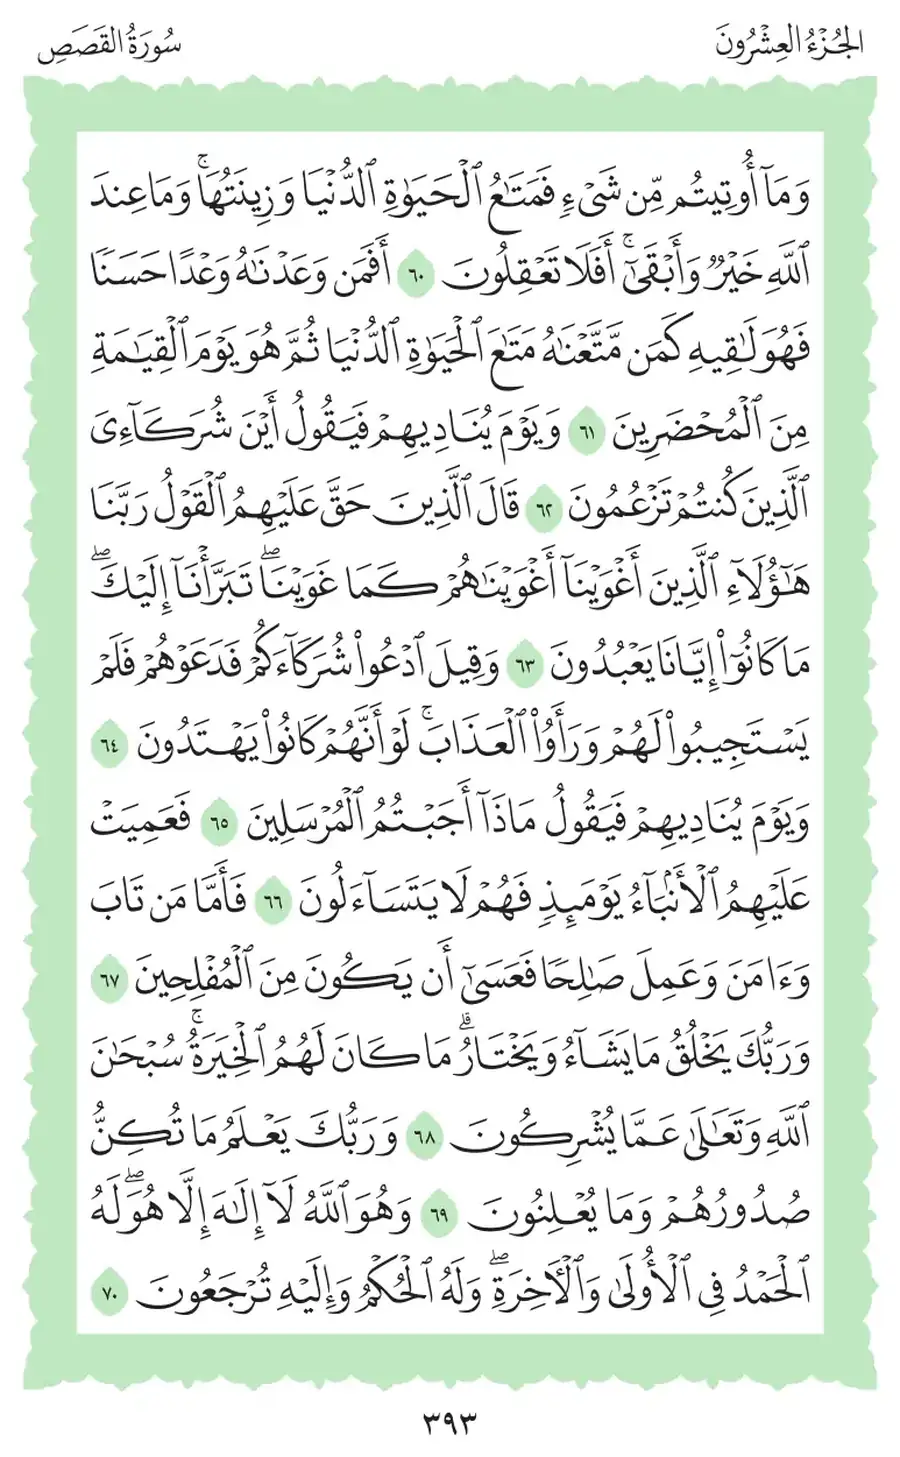 الجُزْءُ العِشْرُونَ
سُورَةُ القَصَصِ
وَمَآ أُوتِيتُم مِّن شَىْءٍ فَمَتَٰعُ ٱلْحَيَوٰةِ ٱلدُّنْيَا وَزِينَتُهَاۚ وَمَا عِندَ
ٱللَّهِ خَيْرٌ وَأَبْقَىٰٓۚ أَفَلَا تَعْقِلُونَ ٦٠ أَفَمَن وَعَدْنَٰهُ وَعْدًا حَسَنًا
فَهُوَ لَٰقِيهِ كَمَن مَّتَّعْنَٰهُ مَتَٰعَ ٱلْحَيَوٰةِ ٱلدُّنْيَا ثُمَّ هُوَ يَوْمَ ٱلْقِيَٰمَةِ
مِنَ ٱلْمُحْضَرِينَ ٦١ وَيَوْمَ يُنَادِيهِمْ فَيَقُولُ أَيْنَ شُرَكَآءِىَ
ٱلَّذِينَ كُنتُمْ تَزْعُمُونَ ٦٢ قَالَ ٱلَّذِينَ حَقَّ عَلَيْهِمُ ٱلْقَوْلُ رَبَّنَا
هَٰٓؤُلَآءِ ٱلَّذِينَ أَغْوَيْنَآ أَغْوَيْنَٰهُمْ كَمَا غَوَيْنَاۖ تَبَرَّأْنَآ إِلَيْكَۖ
مَا كَانُوٓا۟ إِيَّانَا يَعْبُدُونَ ٦٣ وَقِيلَ ٱدْعُوا۟ شُرَكَآءَكُمْ فَدَعَوْهُمْ فَلَمْ
يَسْتَجِيبُوا۟ لَهُمْ وَرَأَوُا۟ ٱلْعَذَابَۚ لَوْ أَنَّهُمْ كَانُوا۟ يَهْتَدُونَ ٦٤
وَيَوْمَ يُنَادِيهِمْ فَيَقُولُ مَاذَآ أَجَبْتُمُ ٱلْمُرْسَلِينَ ٦٥ فَعَمِيَتْ
عَلَيْهِمُ ٱلْأَنۢبَآءُ يَوْمَئِذٍ فَهُمْ لَا يَتَسَآءَلُونَ ٦٦ فَأَمَّا مَن تَابَ
وَءَامَنَ وَعَمِلَ صَٰلِحًا فَعَسَىٰٓ أَن يَكُونَ مِنَ ٱلْمُفْلِحِينَ ٦٧
وَرَبُّكَ يَخْلُقُ مَا يَشَآءُ وَيَخْتَارُۗ مَا كَانَ لَهُمُ ٱلْخِيَرَةُۚ سُبْحَٰنَ
ٱللَّهِ وَتَعَٰلَىٰ عَمَّا يُشْرِكُونَ ٦٨ وَرَبُّكَ يَعْلَمُ مَا تُكِنُّ
صُدُورُهُمْ وَمَا يُعْلِنُونَ ٦٩ وَهُوَ ٱللَّهُ لَآ إِلَٰهَ إِلَّا هُوَۖ لَهُ
ٱلْحَمْدُ فِى ٱلْأُولَىٰ وَٱلْءَاخِرَةِۖ وَلَهُ ٱلْحُكْمُ وَإِلَيْهِ تُرْجَعُونَ ٧٠
٣٩٣